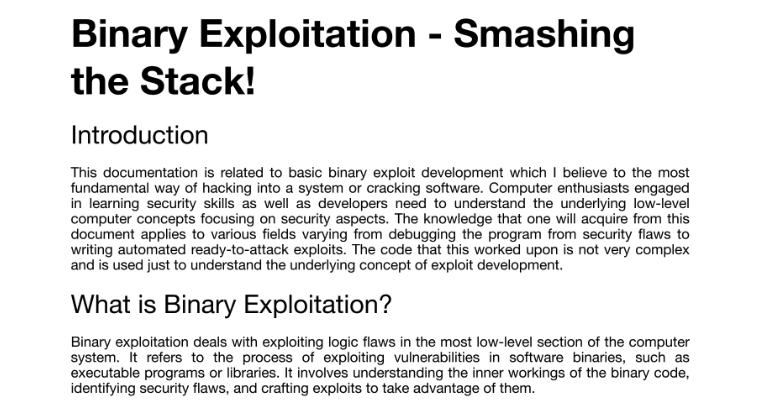 Binary Exploitation - Smashing
the Stack!
Introduction
This documentation is related to basic binary exploit development which I believe to the most
fundamental way of hacking into a system or cracking software. Computer enthusiasts engaged
in learning security skills as well as developers need to understand the underlying low-level
computer concepts focusing on security aspects. The knowledge that one will acquire from this
document applies to various fields varying from debugging the program from security flaws to
writing automated ready-to-attack exploits. The code that this worked upon is not very complex
and is used just to understand the underlying concept of exploit development.
What is Binary Exploitation?
Binary exploitation deals with exploiting logic flaws in the most low-level section of the computer
system. It refers to the process of exploiting vulnerabilities in software binaries, such as
executable programs or libraries. It involves understanding the inner workings of the binary code,
identifying security flaws, and crafting exploits to take advantage of them.